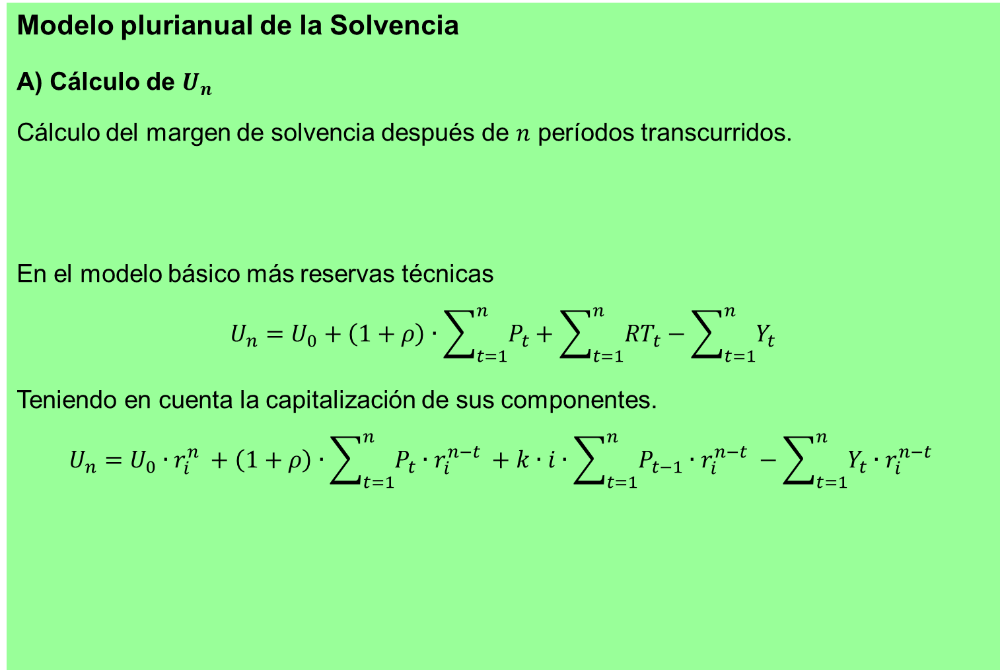 Modelo plurianual de la Solvencia
A) Cálculo de $U_n$
Cálculo del margen de solvencia después de $n$ períodos transcurridos.
En el modelo básico más reservas técnicas
$U_n = U_0 + (1 + \rho) \cdot \sum_{t=1}^{n} P_t + \sum_{t=1}^{n} RT_t - \sum_{t=1}^{n} Y_t$
Teniendo en cuenta la capitalización de sus componentes.
$U_n = U_0 \cdot r_i^n + (1 + \rho) \cdot \sum_{t=1}^{n} P_t \cdot r_i^{n-t} + k \cdot i \cdot \sum_{t=1}^{n} P_{t-1} \cdot r_i^{n-t} - \sum_{t=1}^{n} Y_t \cdot r_i^{n-t}$